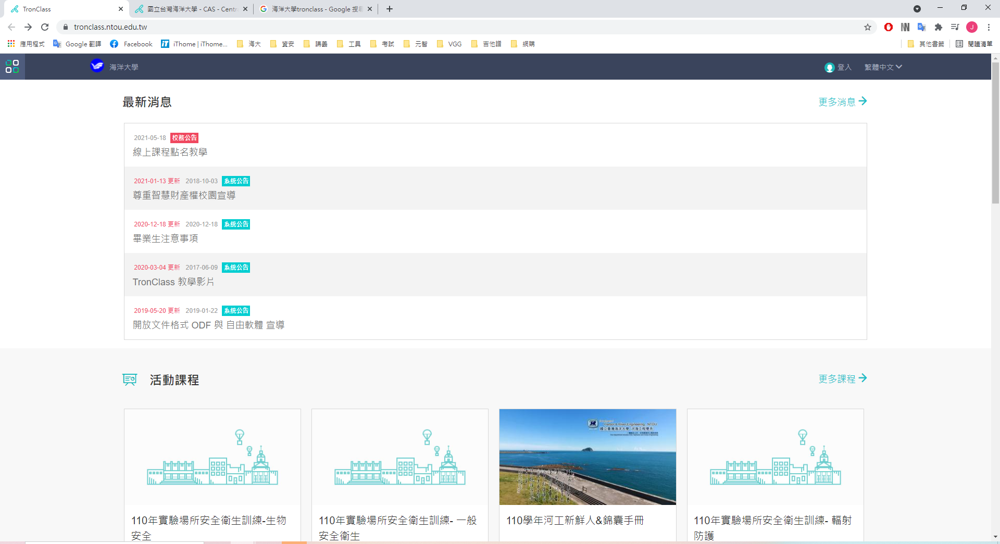 TronClass
國立台灣海洋大學 - CAS - Centr
海洋大學tronclass - Google 搜尋
tronclass.ntou.edu.tw
J
應用程式
Google 翻譯
Facebook
iThome | iThome...
海大
資安
講義
工具
考試
元智
VGG
吉他譜
網購
其他書籤
閱讀清單
海洋大學
登入
繁體中文
最新消息
更多消息
2021-05-18 校務公告
線上課程點名教學
2021-01-13 更新 2018-10-03 系統公告
尊重智慧財產權校園宣導
2020-12-18 更新 2020-12-18 系統公告
畢業生注意事項
2020-03-04 更新 2017-06-09 系統公告
TronClass 教學影片
2019-05-20 更新 2019-01-22 系統公告
開放文件格式 ODF 與 自由軟體 宣導
活動課程
更多課程
Harbor & River Engineering, NTOU
國立臺灣海洋大學 河海工程學系
110年實驗場所安全衛生訓練-生物
安全
110年實驗場所安全衛生訓練- 一般
安全衛生
110學年河工新鮮人&錦囊手冊
110年實驗場所安全衛生訓練- 輻射
防護